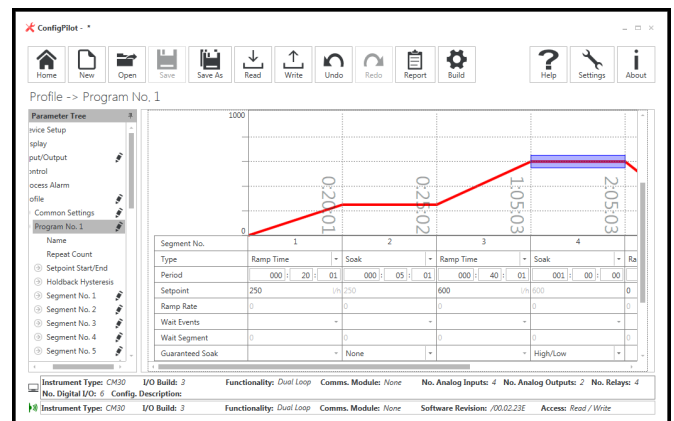 ConfigPilot - *
Home New Open Save Save As Read Write Undo Redo Report Build Help Settings About
Profile -> Program No, 1
Parameter Tree
evice Setup
splay
put/Output
ontrol
ocess Alarm
ofile
Common Settings
Program No. 1
Name
Repeat Count
Setpoint Start/End
Holdback Hysteresis
Segment No. 1
Segment No. 2
Segment No. 3
Segment No. 4
Segment No. 5
1000
0
0:20:01
0:25:02
1:05:03
2:05:03
Segment No. 1 2 3 4
Type Ramp Time Soak Ramp Time Soak Ra
Period 000 : 20 : 01 000 : 05 : 01 000 : 40 : 01 001 : 00 : 00
Setpoint 250 l/h 250 600 l/h 600 0
Ramp Rate 0 0 0 0 0
Wait Events
Wait Segment 0 0 0 0 0
Guaranteed Soak None High/Low
Instrument Type: CM30 I/O Build: 3 Functionality: Dual Loop Comms. Module: None No. Analog Inputs: 4 No. Analog Outputs: 2 No. Relays: 4
No. Digital I/O: 6 Config. Description:
Instrument Type: CM30 I/O Build: 3 Functionality: Dual Loop Comms. Module: None Software Revision: /00.02.23E Access: Read / Write